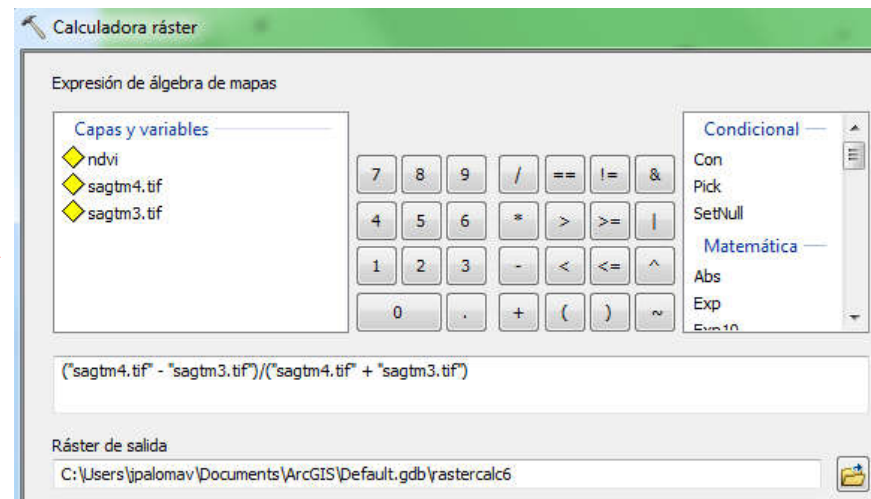 Calculadora ráster
Expresión de álgebra de mapas
Capas y variables
ndvi
sagtm4.tif
sagtm3.tif
7 8 9 / == != &
4 5 6 * > >= |
1 2 3 - < <= ^
0 . + ( ) ~
Condicional
Con
Pick
SetNull
Matemática
Abs
Exp
Exp10
("sagtm4.tif" - "sagtm3.tif")/("sagtm4.tif" + "sagtm3.tif")
Ráster de salida
C:\Users\jpalomav\Documents\ArcGIS\Default.gdb\rastercalc6